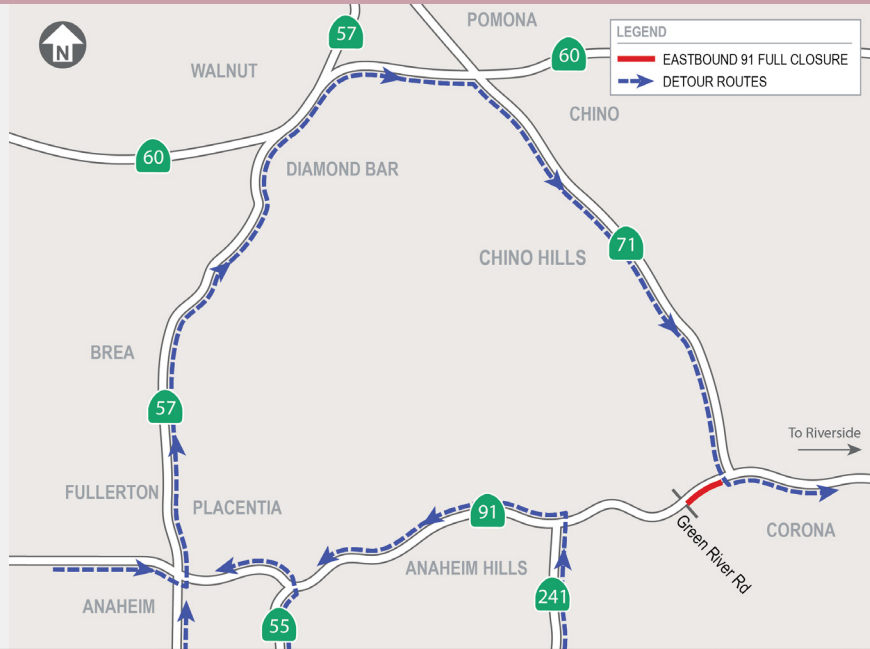 57
POMONA
LEGEND
EASTBOUND 91 FULL CLOSURE
DETOUR ROUTES
N
WALNUT
60
60
CHINO
DIAMOND BAR
71
CHINO HILLS
BREA
57
To Riverside
FULLERTON
PLACENTIA
91
CORONA
Green River Rd
ANAHEIM HILLS
ANAHEIM
241
55